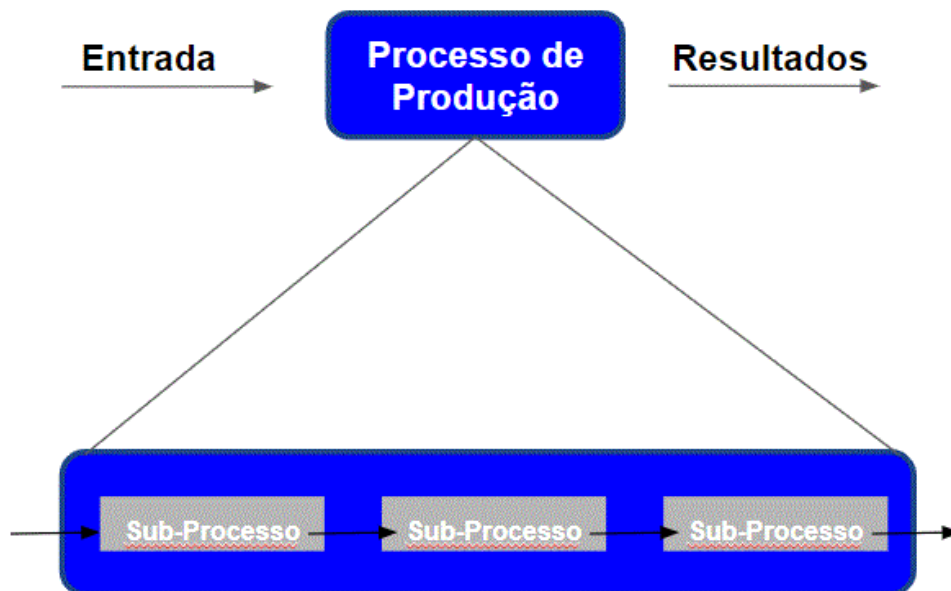 Entrada
Processo de
Produção
Resultados
Sub-Processo
Sub-Processo
Sub-Processo